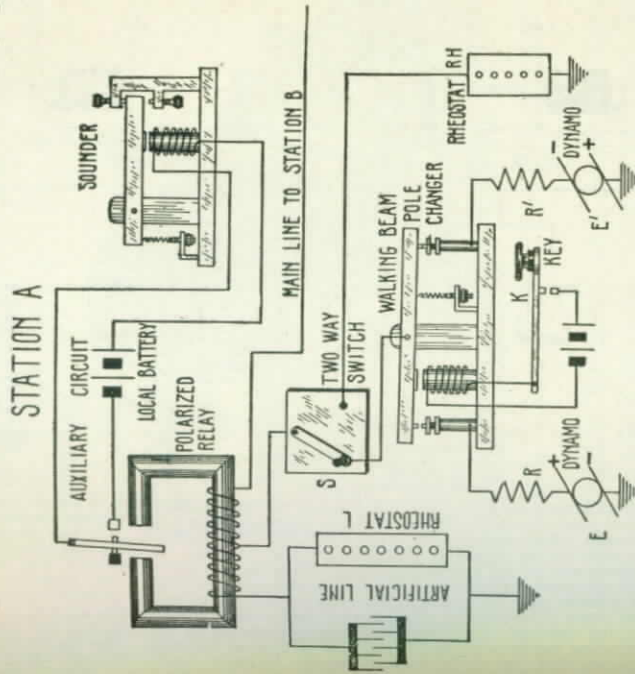 STATION A
SOUNDER
AUXILIARY CIRCUIT
LOCAL BATTERY
POLARIZED
RELAY
MAIN LINE TO STATION B
TWO WAY
SWITCH
S
RHEOSTAT RH
WALKING BEAM
POLE
CHANGER
K
KEY
ARTIFICIAL LINE
RHEOSTAT L
R
+
DYNAMO
−
E
R'
−
DYNAMO
+
E'